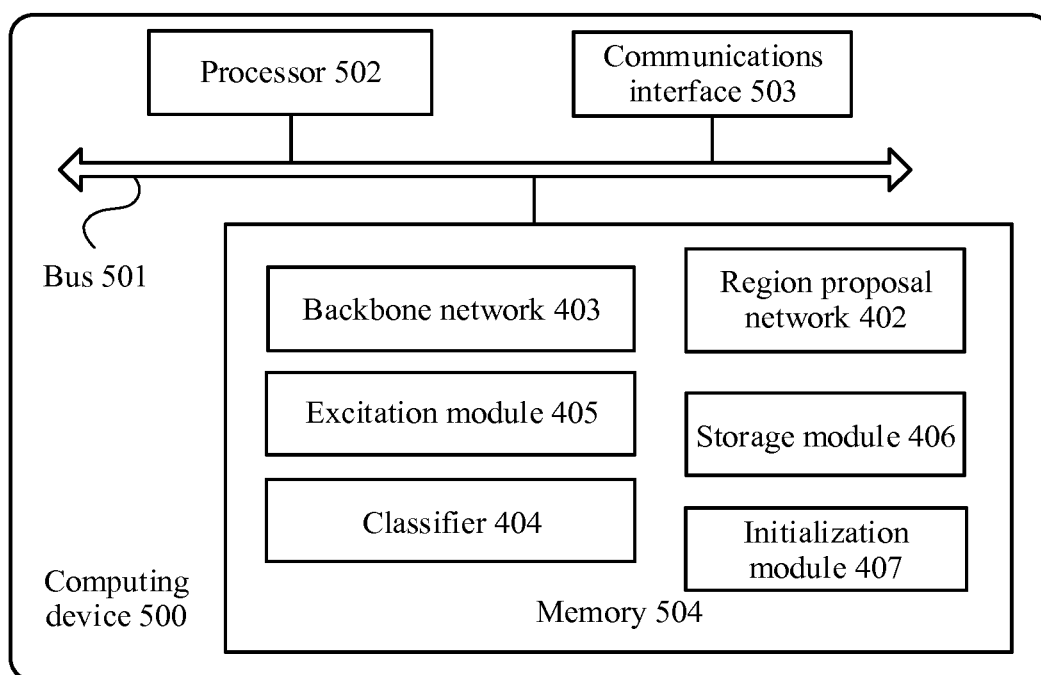 Processor 502
Communications
interface 503
Bus 501
Backbone network 403
Region proposal
network 402
Excitation module 405
Storage module 406
Classifier 404
Initialization
module 407
Computing
device 500
Memory 504